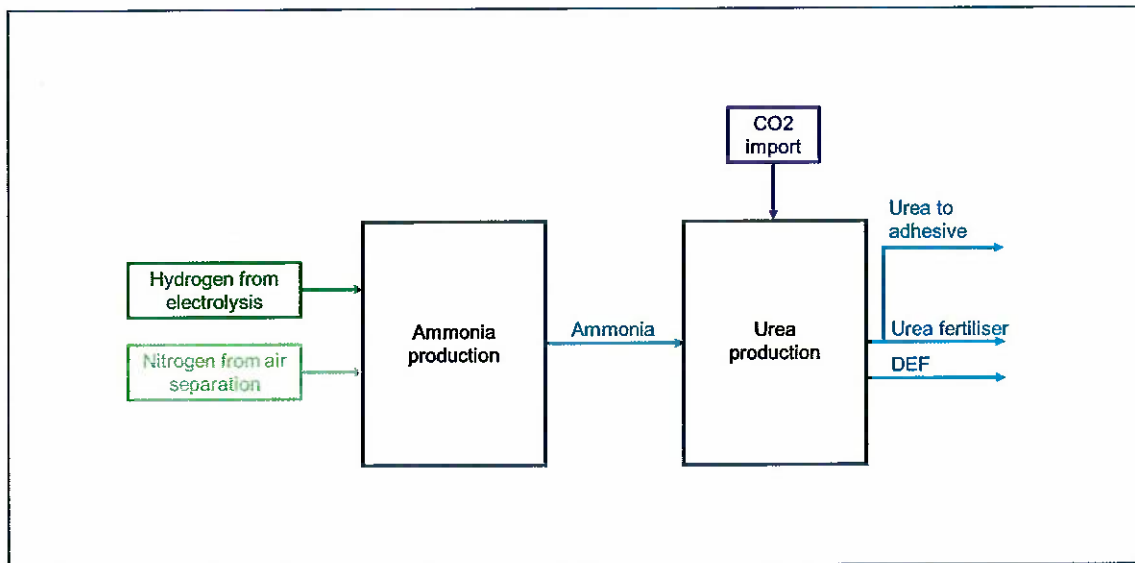 CO2
import
Urea to
adhesive
Hydrogen from
electrolysis
Nitrogen from air
separation
Ammonia
production
Ammonia
Urea
production
Urea fertiliser
DEF